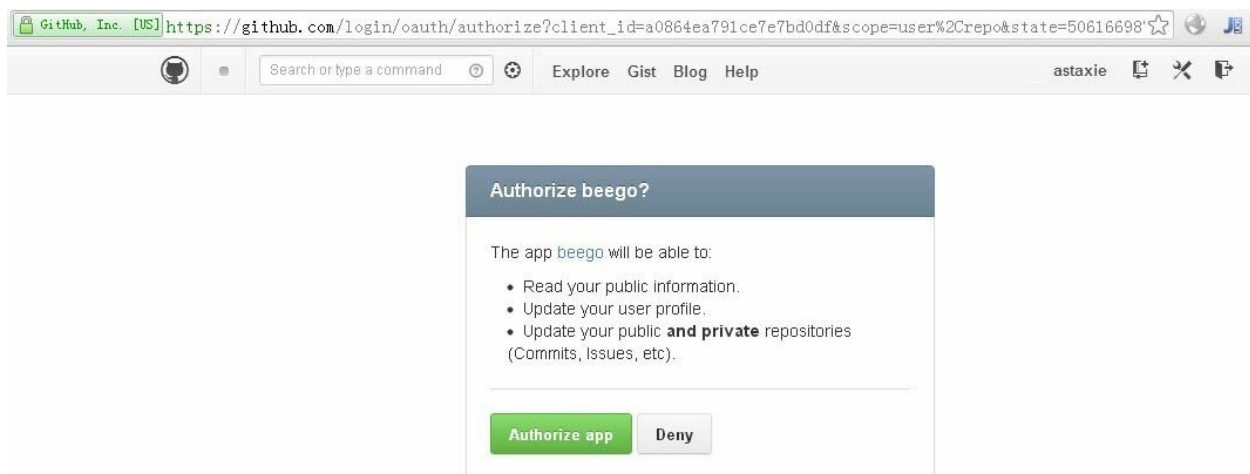 GitHub, Inc. [US] https://github.com/login/oauth/authorize?client_id=a0864ea791ce7e7bd0df&scope=user%2Crepo&state=50616698
Search or type a command Explore Gist Blog Help astaxie
Authorize beego?
The app beego will be able to:
• Read your public information.
• Update your user profile.
• Update your public and private repositories
(Commits, Issues, etc).
Authorize app Deny